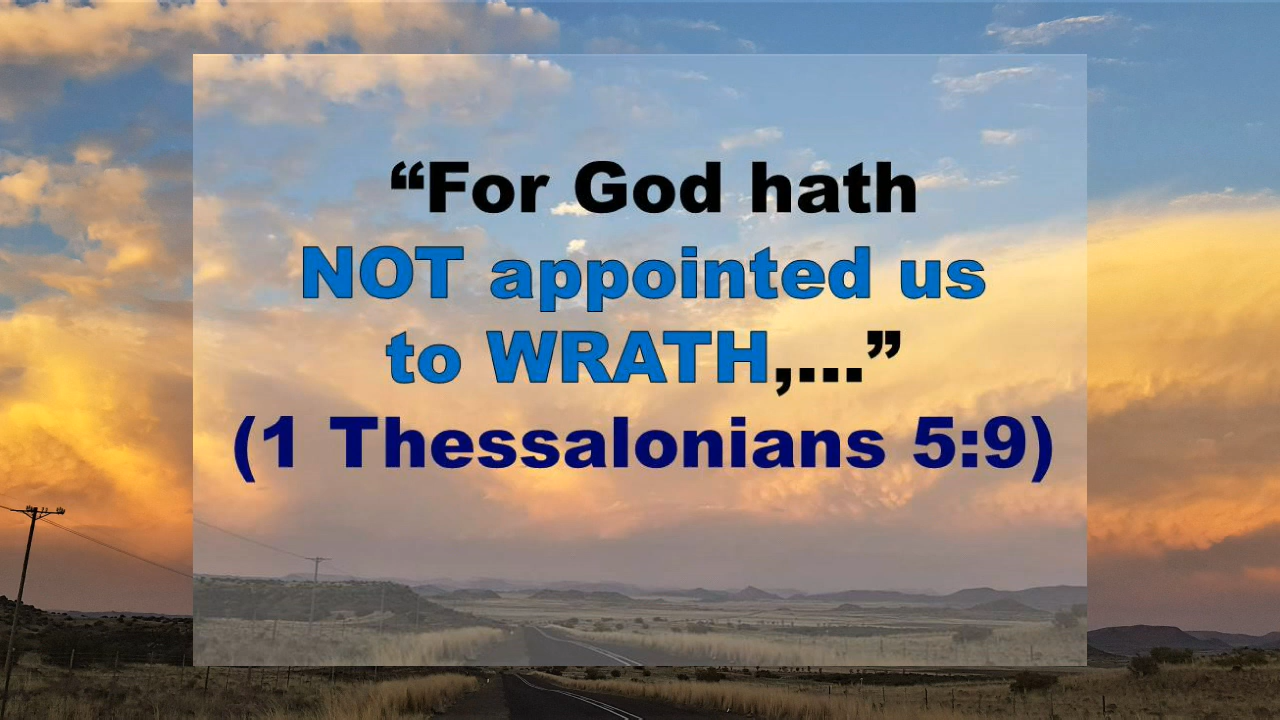 “For God hath
NOT appointed us
to WRATH,...”
(1 Thessalonians 5:9)